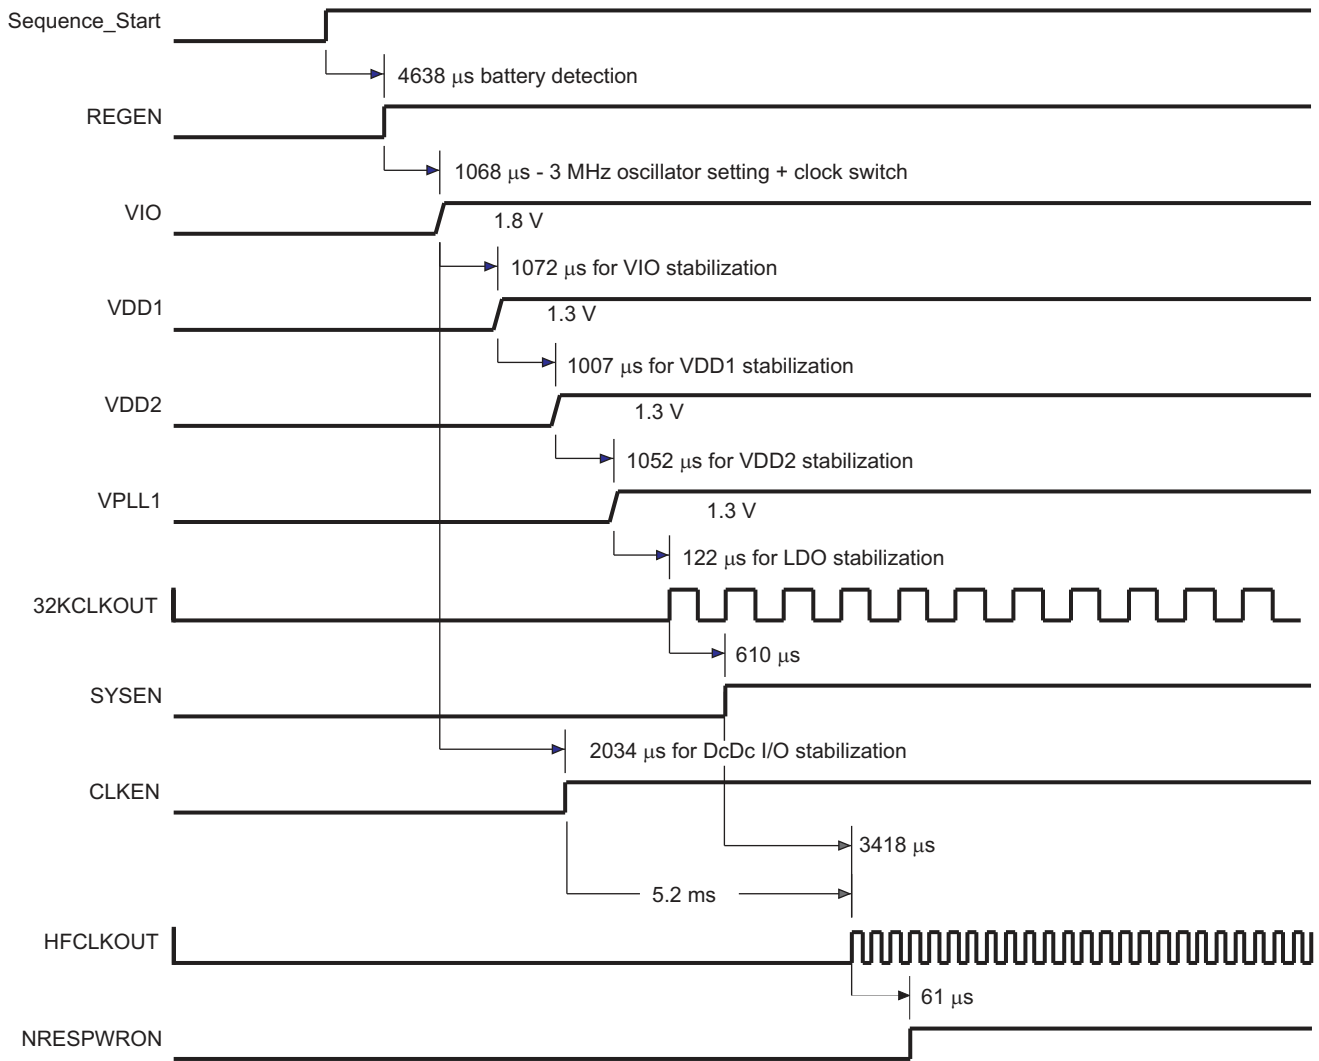 Sequence_Start
4638 μs battery detection
REGEN
1068 μs - 3 MHz oscillator setting + clock switch
VIO
1.8 V
1072 μs for VIO stabilization
VDD1
1.3 V
1007 μs for VDD1 stabilization
VDD2
1.3 V
1052 μs for VDD2 stabilization
VPLL1
1.3 V
122 μs for LDO stabilization
32KCLKOUT
610 μs
SYSEN
2034 μs for DcDc I/O stabilization
CLKEN
3418 μs
5.2 ms
HFCLKOUT
61 μs
NRESPWRON